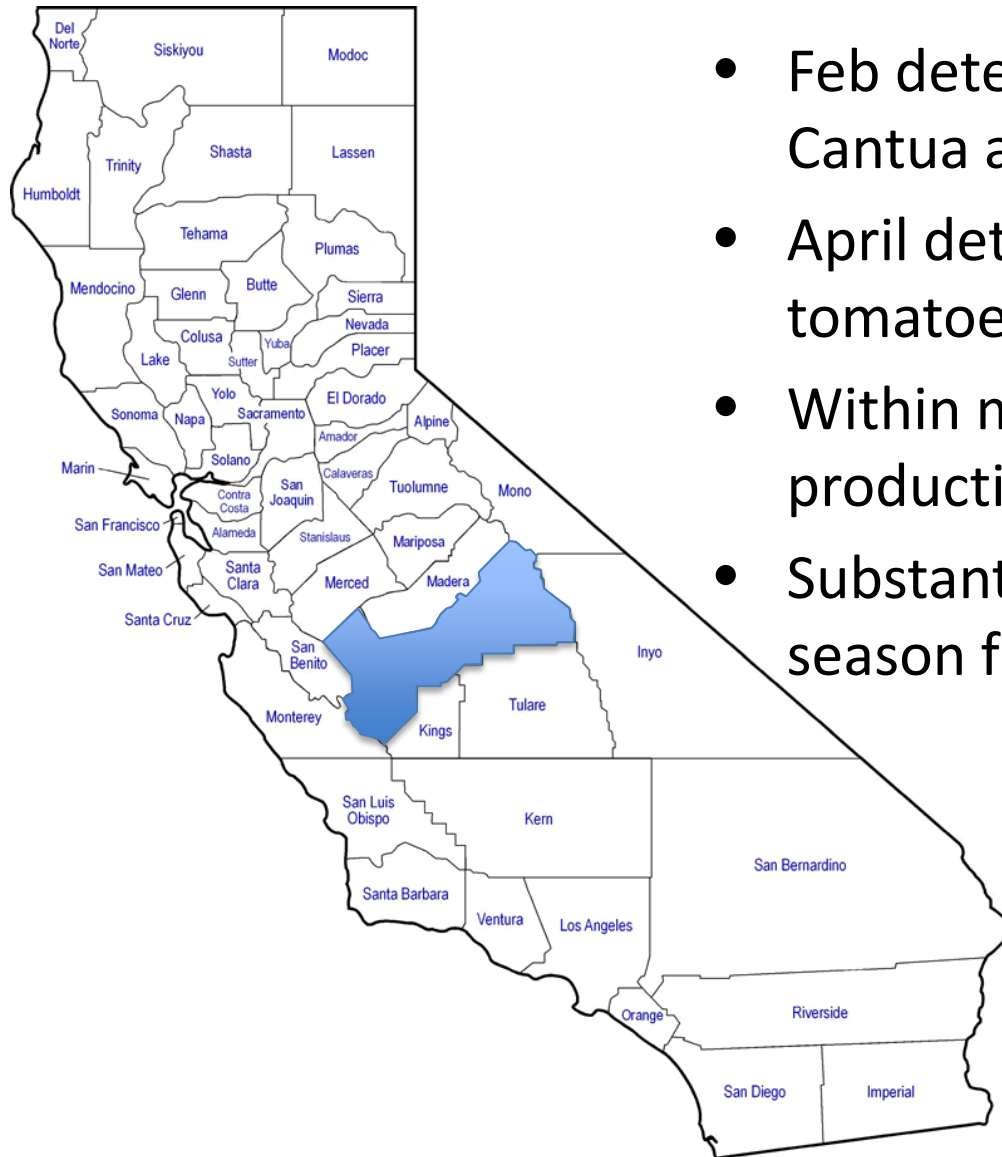 Del
Norte
Siskiyou
Modoc
Humboldt
Trinity
Shasta
Lassen
Tehama
Plumas
Mendocino
Glenn
Butte
Sierra
Nevada
Placer
Lake
Colusa
Sutter
Yuba
Sonoma
Napa
Yolo
Sacramento
El Dorado
Alpine
Amador
Solano
Calaveras
Marin
Contra
Costa
San
Joaquin
Tuolumne
Mono
San Francisco
Alameda
Stanislaus
Mariposa
San Mateo
Santa
Clara
Merced
Madera
Santa Cruz
San
Benito
Inyo
Monterey
Kings
Tulare
San Luis
Obispo
Kern
San Bernardino
Santa Barbara
Ventura
Los Angeles
Orange
Riverside
San Diego
Imperial
• Feb dete
Cantua a
• April det
tomatoe
• Within m
producti
• Substant
season f